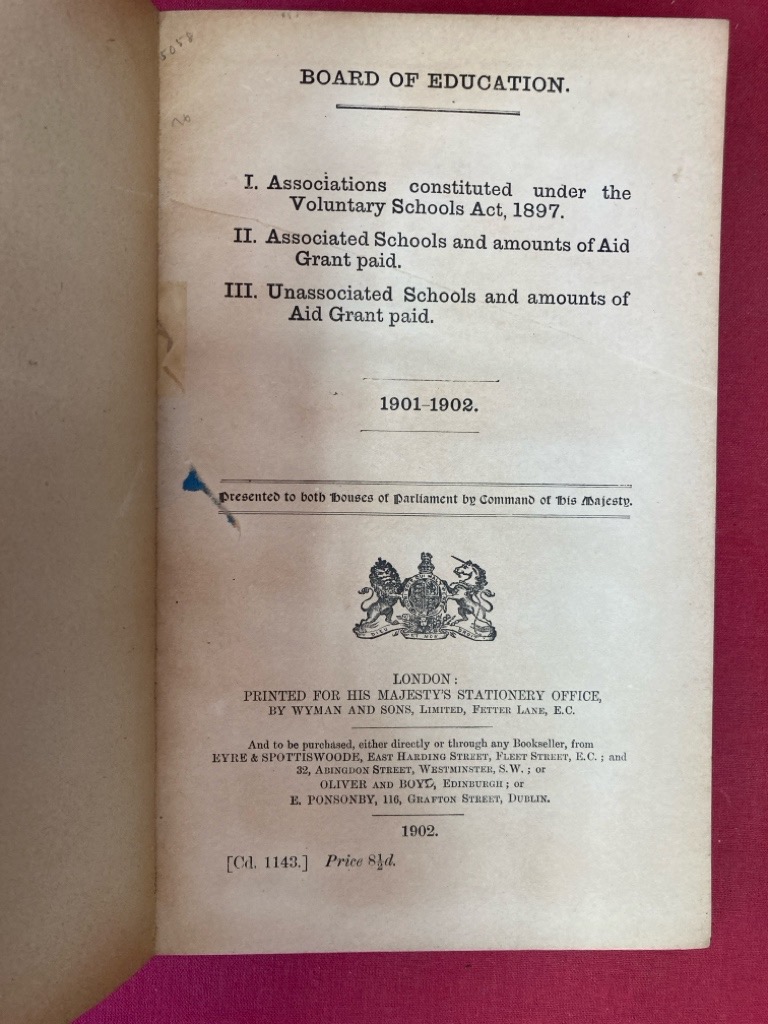 5058
BOARD OF EDUCATION.
I. Associations constituted under the
Voluntary Schools Act, 1897.
II. Associated Schools and amounts of Aid
Grant paid.
III. Unassociated Schools and amounts of
Aid Grant paid.
1901-1902.
Presented to both Houses of Parliament by Command of His Majesty.
DIEU ET MON DROIT
LONDON:
PRINTED FOR HIS MAJESTY'S STATIONERY OFFICE,
BY WYMAN AND SONS, LIMITED, FETTER LANE, E.C.
And to be purchased, either directly or through any Bookseller, from
EYRE & SPOTTISWOODE, EAST HARDING STREET, FLEET STREET, E.C.; and
32, ABINGDON STREET, WESTMINSTER, S.W.; or
OLIVER AND BOYD, EDINBURGH; or
E. PONSONBY, 116, GRAFTON STREET, DUBLIN.
1902.
[Cd. 1143.] Price 8½d.